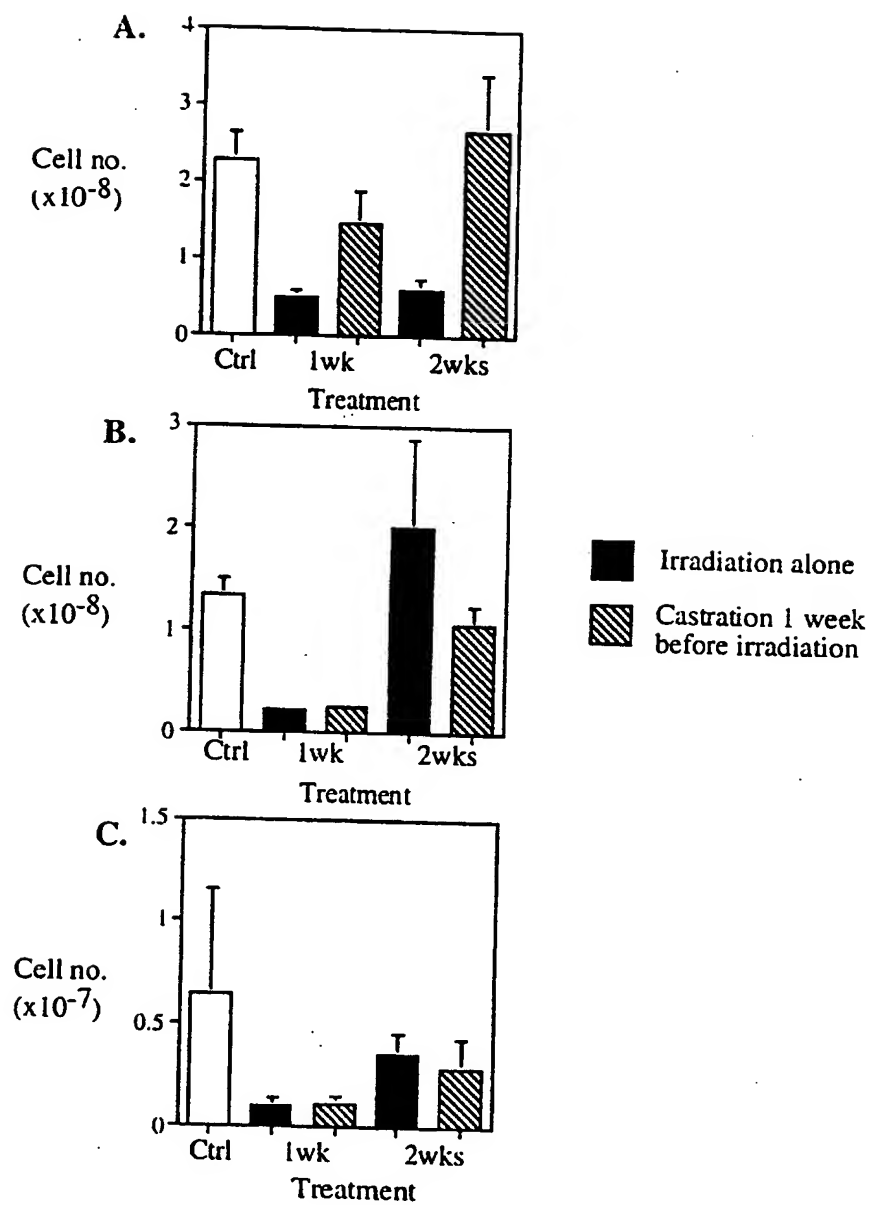 A.
4
3
2
1
0
Cell no.
(x10-8)
Ctrl 1wk 2wks
Treatment
B.
3
2
1
0
Cell no.
(x10-8)
Ctrl 1wk 2wks
Treatment
Irradiation alone
Castration 1 week
before irradiation
C.
1.5
1
0.5
0
Cell no.
(x10-7)
Ctrl 1wk 2wks
Treatment